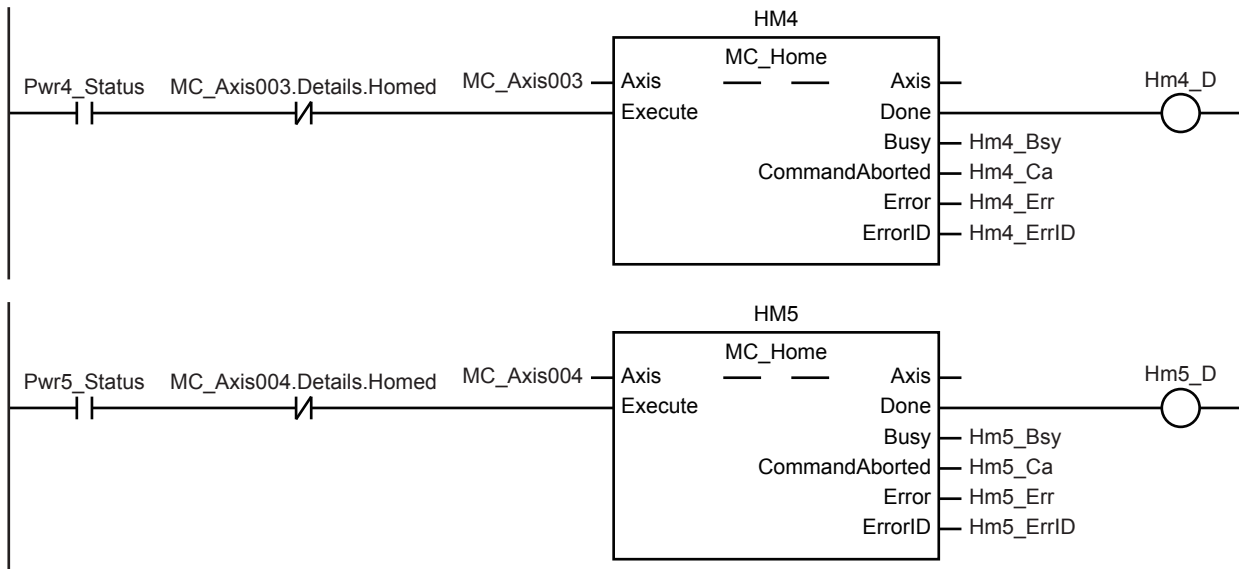 HM4
MC_Home
Pwr4_Status MC_Axis003.Details.Homed MC_Axis003 Axis Axis Hm4_D
Execute Done
Busy Hm4_Bsy
CommandAborted Hm4_Ca
Error Hm4_Err
ErrorID Hm4_ErrID
HM5
MC_Home
Pwr5_Status MC_Axis004.Details.Homed MC_Axis004 Axis Axis Hm5_D
Execute Done
Busy Hm5_Bsy
CommandAborted Hm5_Ca
Error Hm5_Err
ErrorID Hm5_ErrID